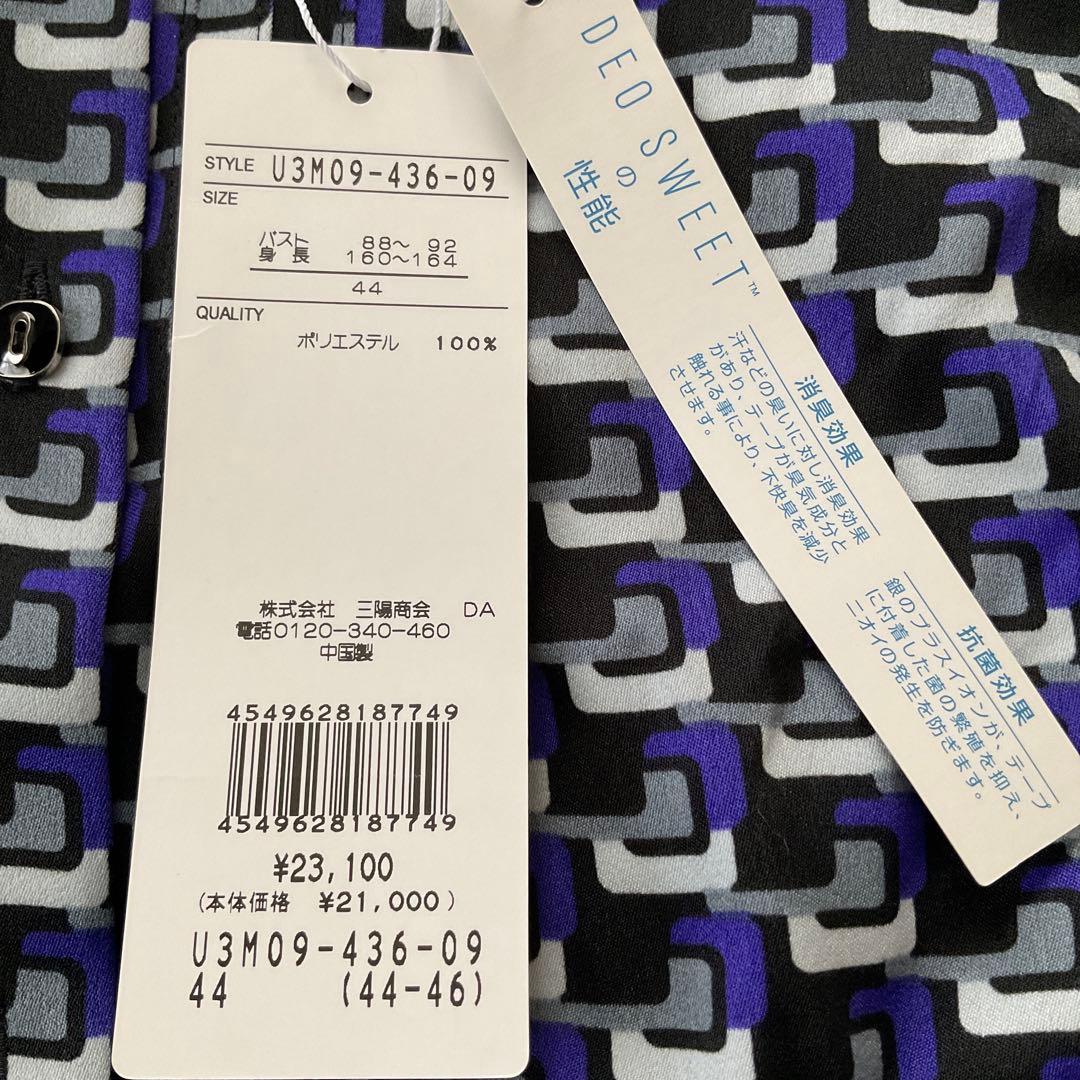 STYLE U3M09-436-09
SIZE
バスト 88〜 92
身 長 160〜164
44
QUALITY
ポリエステル 100%
株式会社 三陽商会 DA
電話0120-340-460
中国製
4549628187749
4549628187749
¥23,100
(本体価格 ¥21,000)
U3M09-436-09
44 (44-46)
DEO SWEET™
の
性能
消臭効果
汗などの臭いに対し消臭効果
があり、テープが臭気成分と
触れる事により、不快臭を減少
させます。
抗菌効果
銀のプラスイオンが、テープ
に付着した菌の繁殖を抑え、
ニオイの発生を防ぎます。